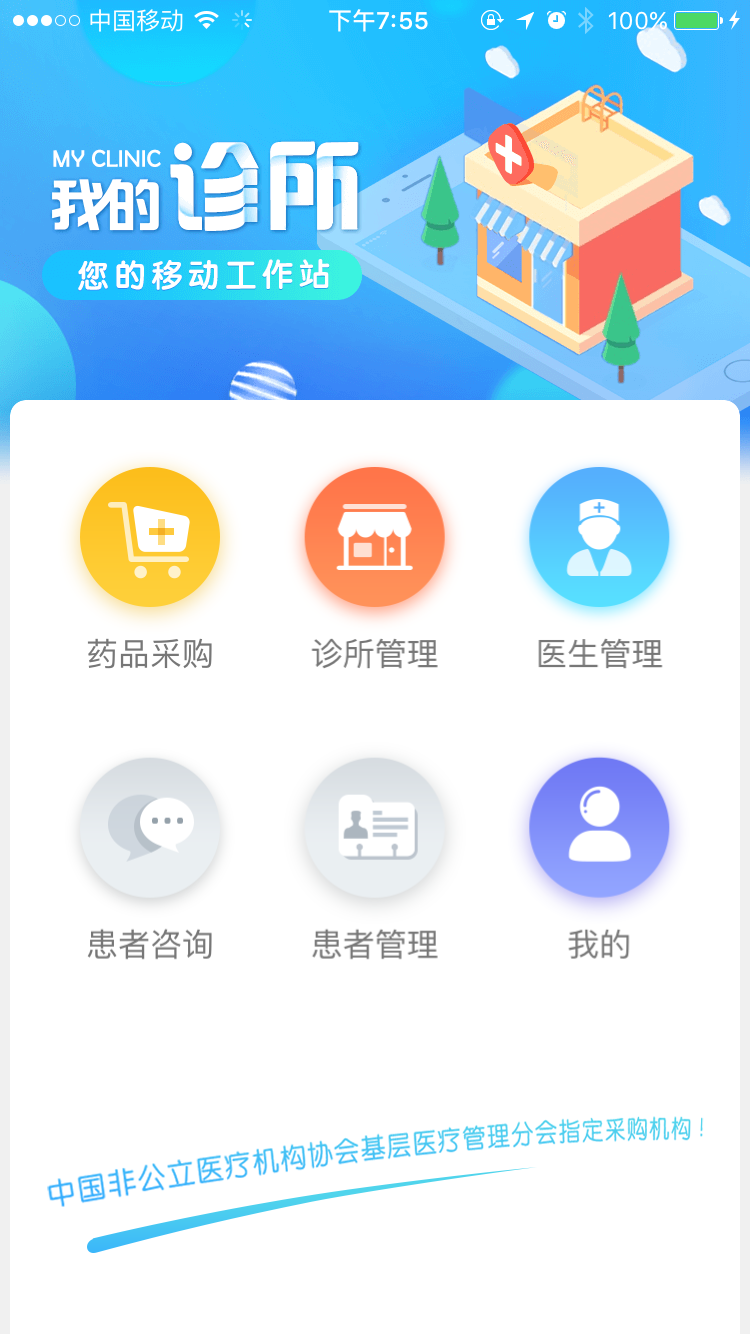 中国移动 下午7:55 100%
MY CLINIC
我的诊所
您的移动工作站
药品采购 诊所管理 医生管理
患者咨询 患者管理 我的
中国非公立医疗机构协会基层医疗管理分会指定采购机构！